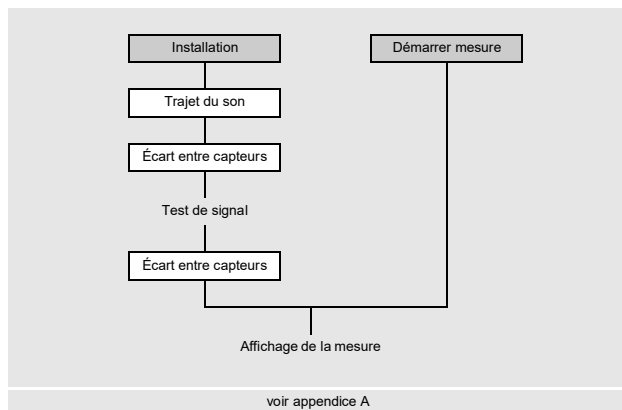 Installation
Démarrer mesure
Trajet du son
Écart entre capteurs
Test de signal
Écart entre capteurs
Affichage de la mesure
voir appendice A